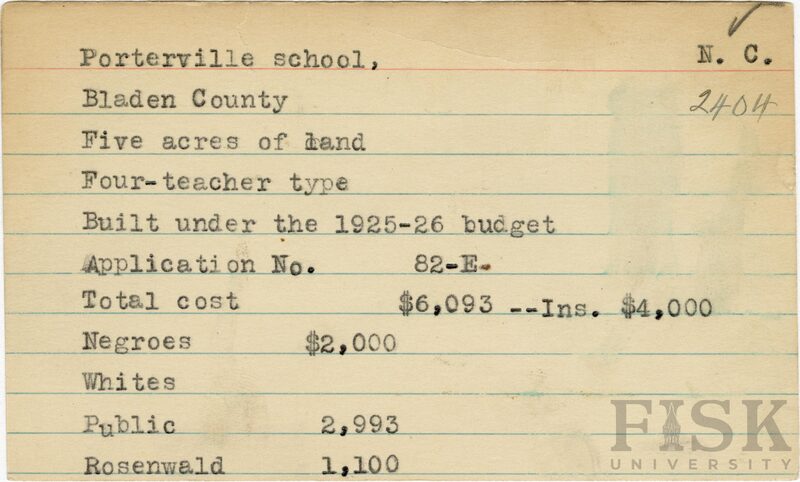 Porterville school, N. C.
Bladen County 2404
Five acres of land
Four-teacher type
Built under the 1925-26 budget
Application No. 82-E-
Total cost $6,093 --Ins. $4,000
Negroes $2,000
Whites
Public 2,993
Rosenwald 1,100
FISK
UNIVERSITY